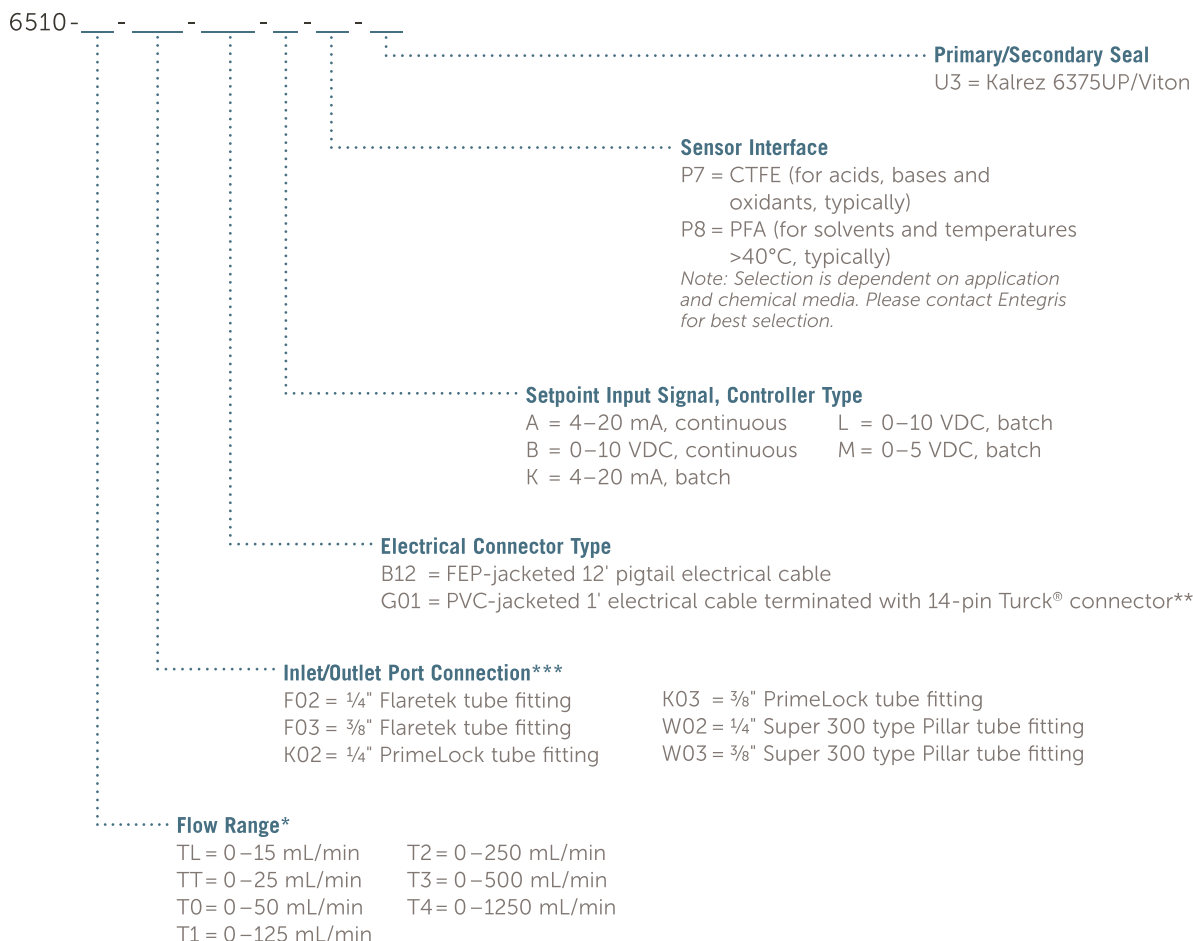 6510-__-___-___-_-__-__
Primary/Secondary Seal
U3 = Kalrez 6375UP/Viton
Sensor Interface
P7 = CTFE (for acids, bases and
oxidants, typically)
P8 = PFA (for solvents and temperatures
>40°C, typically)
Note: Selection is dependent on application
and chemical media. Please contact Entegris
for best selection.
Setpoint Input Signal, Controller Type
A = 4–20 mA, continuous L = 0–10 VDC, batch
B = 0–10 VDC, continuous M = 0–5 VDC, batch
K = 4–20 mA, batch
Electrical Connector Type
B12 = FEP-jacketed 12' pigtail electrical cable
G01 = PVC-jacketed 1' electrical cable terminated with 14-pin Turck® connector**
Inlet/Outlet Port Connection***
F02 = ¼" Flaretek tube fitting K03 = ⅜" PrimeLock tube fitting
F03 = ⅜" Flaretek tube fitting W02 = ¼" Super 300 type Pillar tube fitting
K02 = ¼" PrimeLock tube fitting W03 = ⅜" Super 300 type Pillar tube fitting
Flow Range*
TL = 0–15 mL/min T2 = 0–250 mL/min
TT = 0–25 mL/min T3 = 0–500 mL/min
T0 = 0–50 mL/min T4 = 0–1250 mL/min
T1 = 0–125 mL/min